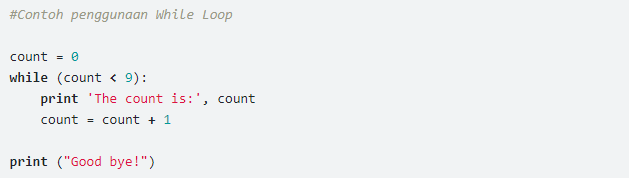 #Contoh penggunaan While Loop
count = 0
while (count < 9):
    print 'The count is:', count
    count = count + 1
print ("Good bye!")